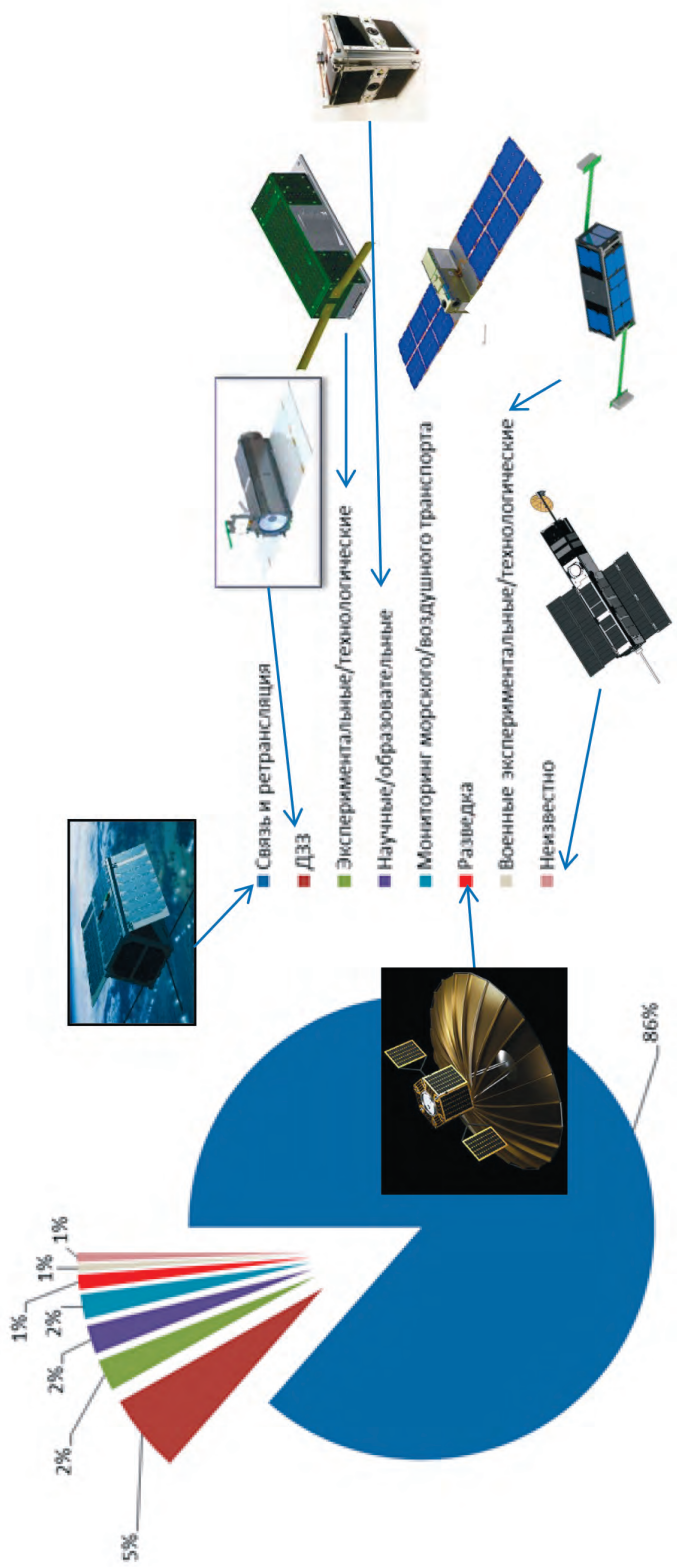 86%
5%
2%
2%
2%
1%
1%
1%
Связь и ретрансляция
ДЗЗ
Экспериментальные/технологические
Научные/образовательные
Мониторинг морского/воздушного транспорта
Разведка
Военные экспериментальные/технологические
Неизвестно